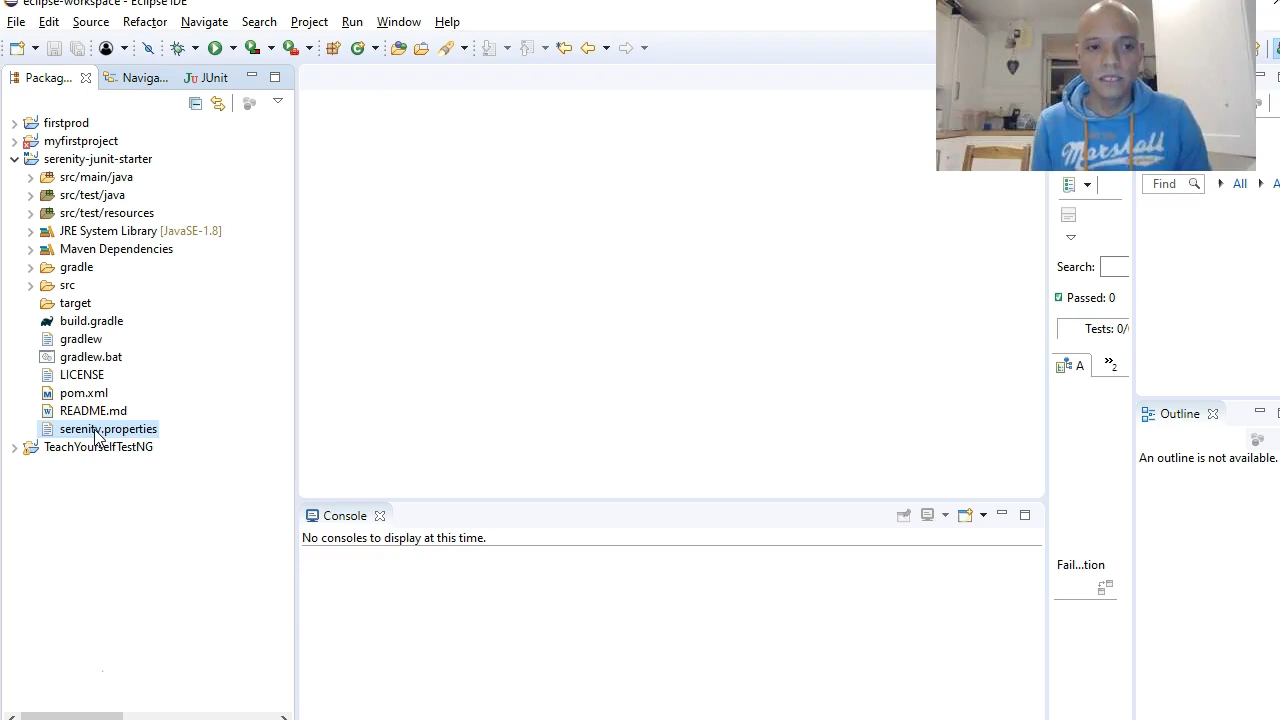 eclipse-workspace - Eclipse IDE
File Edit Source Refactor Navigate Search Project Run Window Help
Packag... Naviga... JUnit
firstprod
myfirstproject
serenity-junit-starter
src/main/java
src/test/java
src/test/resources
JRE System Library [JavaSE-1.8]
Maven Dependencies
gradle
src
target
build.gradle
gradlew
gradlew.bat
LICENSE
pom.xml
README.md
serenity.properties
TeachYourselfTestNG
Console
No consoles to display at this time.
Marshall
Search:
Passed: 0
Tests: 0/
A »2
Fail...tion
Find All A
Outline
An outline is not available.